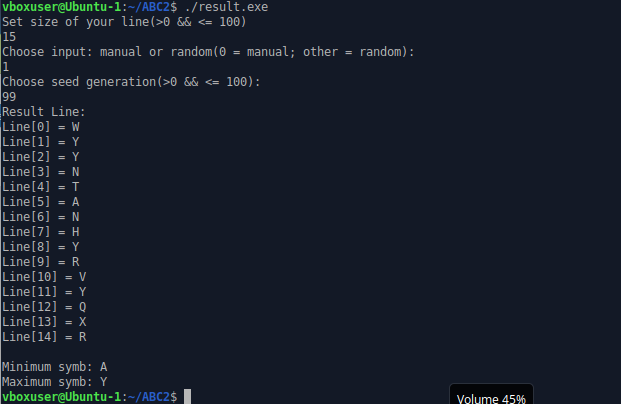 vboxuser@Ubuntu-1:~/ABC2$ ./result.exe
Set size of your line(>0 && <= 100)
15
Choose input: manual or random(0 = manual; other = random):
1
Choose seed generation(>0 && <= 100):
99
Result Line:
Line[0] = W
Line[1] = Y
Line[2] = Y
Line[3] = N
Line[4] = T
Line[5] = A
Line[6] = N
Line[7] = H
Line[8] = Y
Line[9] = R
Line[10] = V
Line[11] = Y
Line[12] = Q
Line[13] = X
Line[14] = R
Minimum symb: A
Maximum symb: Y
vboxuser@Ubuntu-1:~/ABC2$
Volume 45%